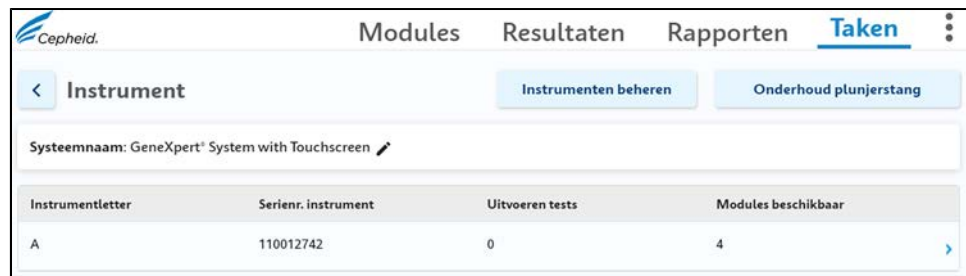 Cepheid.
Modules Resultaten Rapporten Taken
Instrument Instrumenten beheren Onderhoud plunjerstang
Systeemnaam: GeneXpert® System with Touchscreen
Instrumentletter Serienr. instrument Uitvoeren tests Modules beschikbaar
A 110012742 0 4